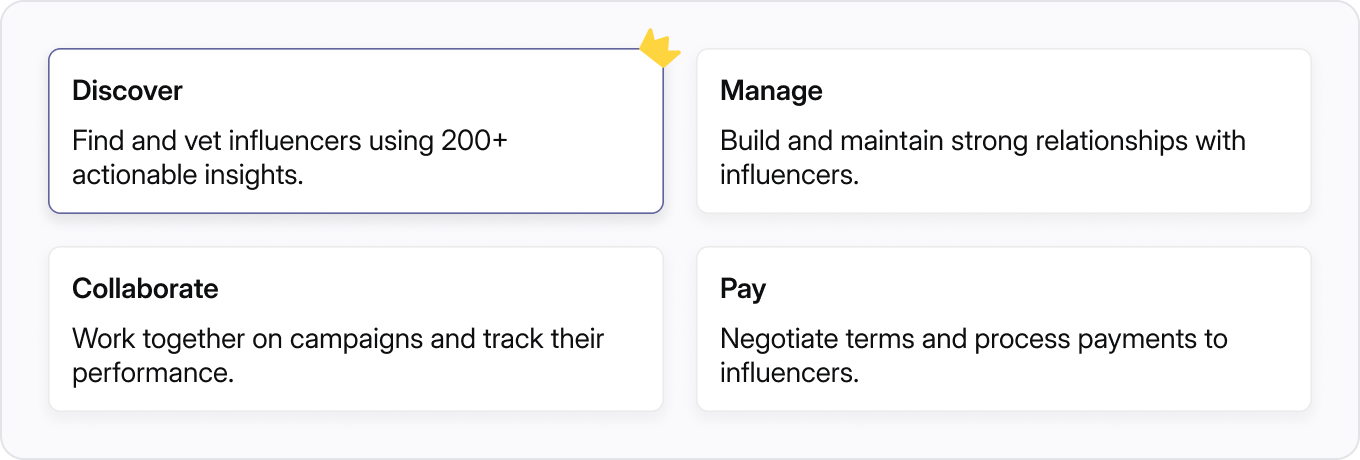 Discover
Find and vet influencers using 200+
actionable insights.
Manage
Build and maintain strong relationships with
influencers.
Collaborate
Work together on campaigns and track their
performance.
Pay
Negotiate terms and process payments to
influencers.